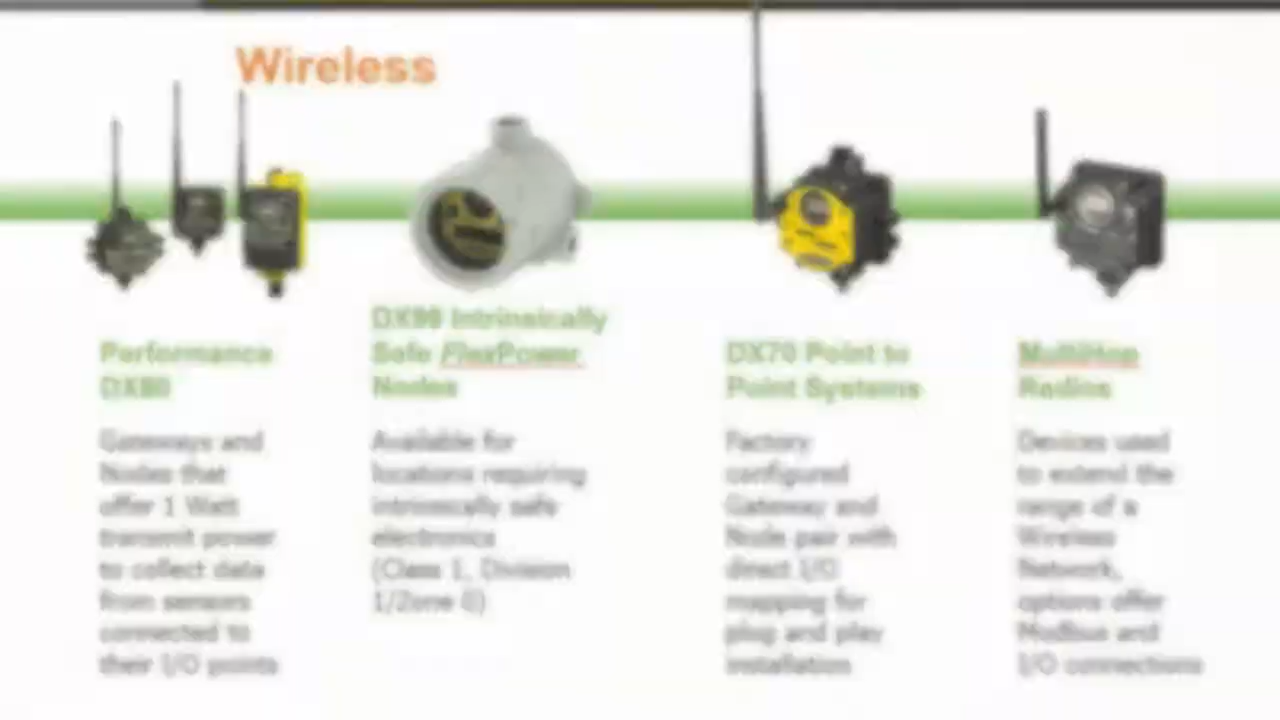 Wireless
Performance
DX80
Gateways and
Nodes that
offer 1 Watt
transmit power
to collect data
from sensors
connected to
their I/O points
DX99 Intrinsically
Safe FlexPower
Nodes
Available for
locations requiring
intrinsically safe
electronics
(Class 1, Division
1/Zone 0)
DX70 Point to
Point Systems
Factory
configured
Gateway and
Node pair with
direct I/O
mapping for
plug and play
installation
MultiHop
Radios
Devices used
to extend the
range of a
Wireless
Network,
options offer
Modbus and
I/O connections